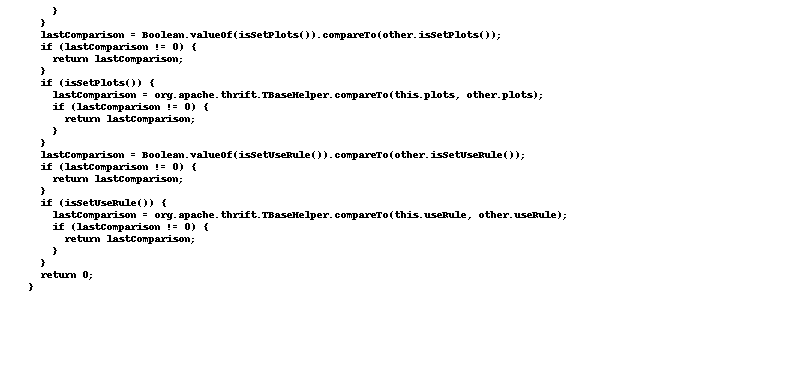 }
}
lastComparison = Boolean.valueOf(isSetPlots()).compareTo(other.isSetPlots());
if (lastComparison != 0) {
return lastComparison;
}
if (isSetPlots()) {
lastComparison = org.apache.thrift.TBaseHelper.compareTo(this.plots, other.plots);
if (lastComparison != 0) {
return lastComparison;
}
}
lastComparison = Boolean.valueOf(isSetUseRule()).compareTo(other.isSetUseRule());
if (lastComparison != 0) {
return lastComparison;
}
if (isSetUseRule()) {
lastComparison = org.apache.thrift.TBaseHelper.compareTo(this.useRule, other.useRule);
if (lastComparison != 0) {
return lastComparison;
}
}
return 0;
}